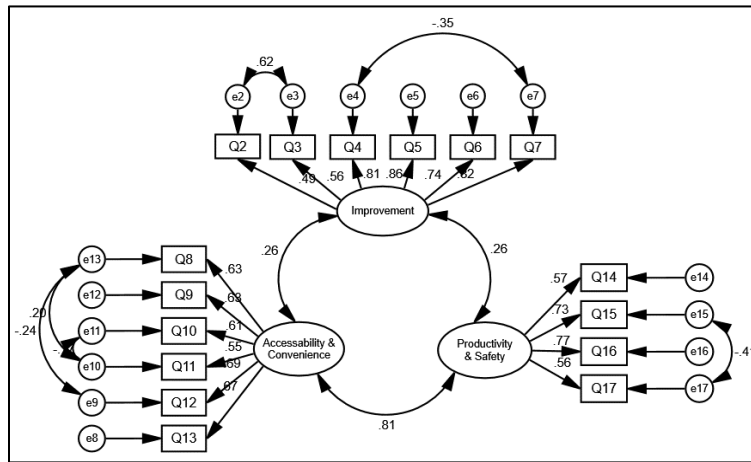 -.35
.62
e2 e3 e4 e5 e6 e7
Q2 Q3 Q4 Q5 Q6 Q7
.49 .56 .81 .86 .74 .82
Improvement
.26 .26
e13 Q8 .63
e12 Q9 .63
.20
-.24
e11 Q10 .61
e10 Q11 .55
.69
e9 Q12 .67
e8 Q13
Accessability &
Convenience
Productivity
& Safety
.57 Q14 e14
.73 Q15 e15
.77 Q16 e16
-.41
.56 Q17 e17
.81